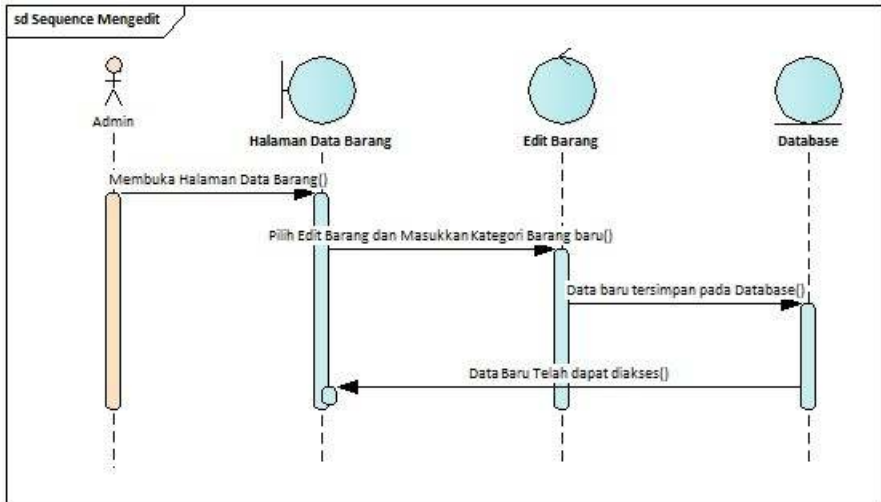 sd Sequence Mengedit
Admin
Halaman Data Barang
Edit Barang
Database
Membuka Halaman Data Barang()
Pilih Edit Barang dan Masukkan Kategori Barang baru()
Data baru tersimpan pada Database()
Data Baru Telah dapat diakses()